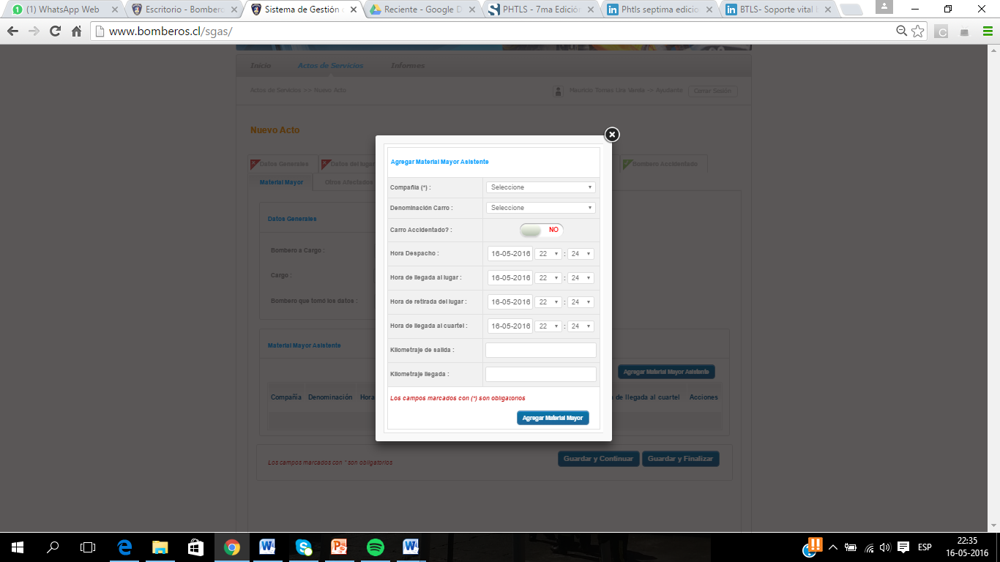 (1) WhatsApp Web
Escritorio - Bombero
Sistema de Gestión
Reciente - Google D
PHTLS - 7ma Edición
Phtls septima edicion
BTLS- Soporte vital
www.bomberos.cl/sgas/
Inicio
Actos de Servicios
Informes
Actos de Servicios >> Nuevo Acto
Mauricio Tomas Lira -> Ayudante
Cerrar Sesión
Nuevo Acto
Datos Generales
Datos del lugar
Bombero Accidentado
Material Mayor
Otros Afectados
Datos Generales
Bombero a Cargo :
Cargo :
Bombero que tomó los datos :
Agregar Material Mayor Asistente
Compañia (*) : Seleccione
Denominación Carro : Seleccione
Carro Accidentado? : NO
Hora Despacho : 16-05-2016 22 : 24
Hora de llegada al lugar : 16-05-2016 22 : 24
Hora de retirada del lugar : 16-05-2016 22 : 24
Hora de llegada al cuartel : 16-05-2016 22 : 24
Kilometraje de salida :
Kilometraje llegada :
Los campos marcados con (*) son obligatorios
Agregar Material Mayor
Material Mayor Asistente
Agregar Material Mayor Asistente
Compañía Denominación Hora de llegada al cuartel Acciones
Los campos marcados con * son obligatorios
Guardar y Continuar
Guardar y Finalizar
ESP
22:35
16-05-2016